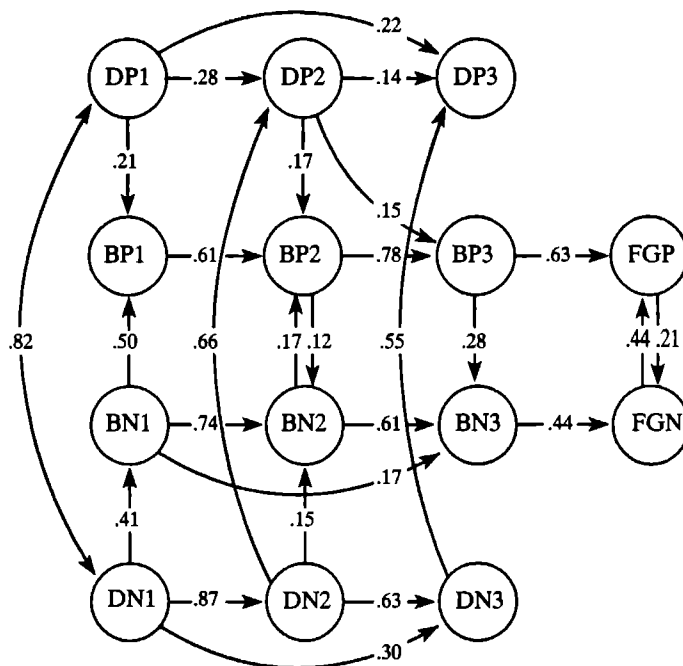 .22
DP1 .28 DP2 .14 DP3
.21 .17
.15
BP1 .61 BP2 .78 BP3 .63 FGP
.82 .50 .66 .17 .12 .55 .28 .44 .21
BN1 .74 BN2 .61 BN3 .44 FGN
.17
.41 .15
DN1 .87 DN2 .63 DN3
.30